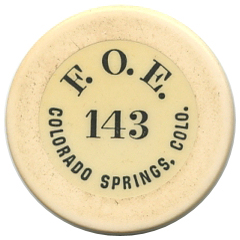 F. O. E.
143
COLORADO SPRINGS, COLO.